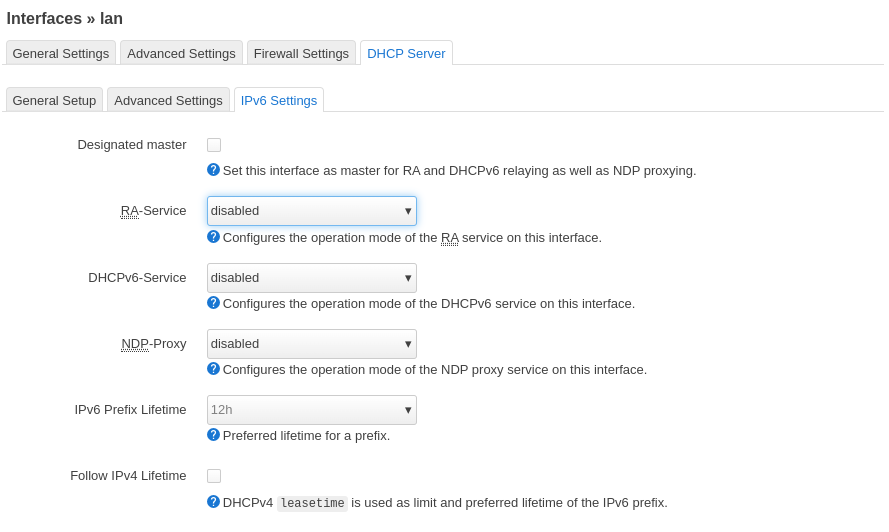 Interfaces » lan
General Settings Advanced Settings Firewall Settings DHCP Server
General Setup Advanced Settings IPv6 Settings
Designated master
? Set this interface as master for RA and DHCPv6 relaying as well as NDP proxying.
RA-Service disabled ▾
? Configures the operation mode of the RA service on this interface.
DHCPv6-Service disabled ▾
? Configures the operation mode of the DHCPv6 service on this interface.
NDP-Proxy disabled ▾
? Configures the operation mode of the NDP proxy service on this interface.
IPv6 Prefix Lifetime 12h ▾
? Preferred lifetime for a prefix.
Follow IPv4 Lifetime
? DHCPv4 leasetime is used as limit and preferred lifetime of the IPv6 prefix.